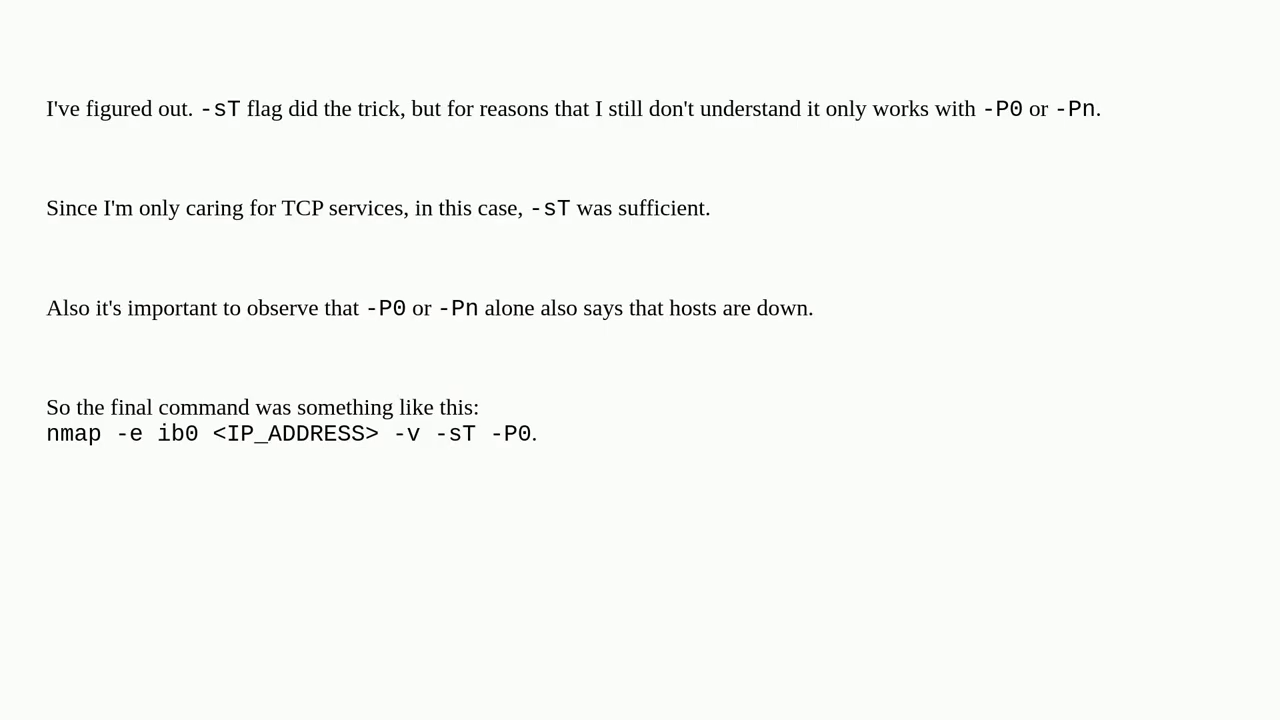 I've figured out. -sT flag did the trick, but for reasons that I still don't understand it only works with -P0 or -Pn.
Since I'm only caring for TCP services, in this case, -sT was sufficient.
Also it's important to observe that -P0 or -Pn alone also says that hosts are down.
So the final command was something like this:
nmap -e ib0 <IP_ADDRESS> -v -sT -P0.